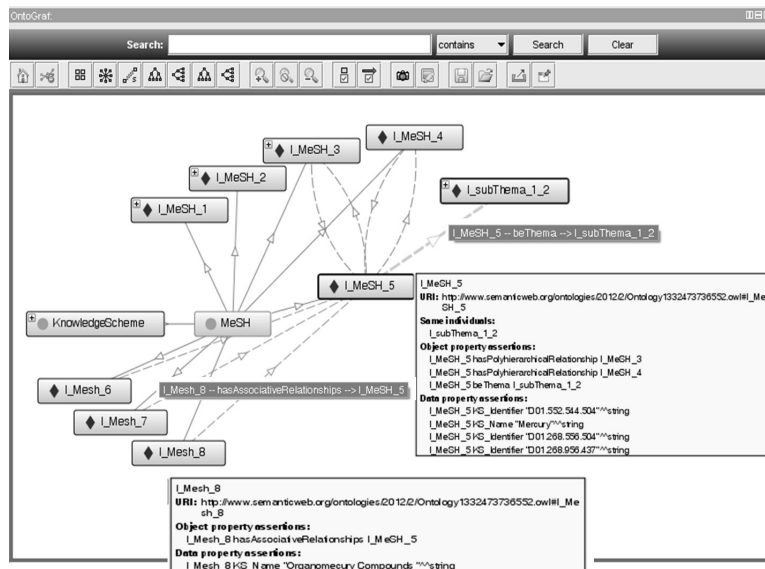 OntoGraf:
Search: contains Search Clear
I_MeSH_4
I_MeSH_3
I_MeSH_2
I_subThema_1_2
I_MeSH_1
I_MeSH_5 -- beThema --> I_subThema_1_2
I_MeSH_5
KnowledgeScheme
MeSH
I_Mesh_6
I_Mesh_8 -- hasAssociativeRelationships --> I_MeSH_5
I_Mesh_7
I_Mesh_8
I_MeSH_5
URI: http://www.semanticweb.org/ontologies/2012/2/Ontology1332473736552.owl#I_Me
SH_5
Same individuals:
I_subThema_1_2
Object property assertions:
I_MeSH_5 hasPolyhierarchicalRelationship I_MeSH_3
I_MeSH_5 hasPolyhierarchicalRelationship I_MeSH_4
I_MeSH_5 beThema I_subThema_1_2
Data property assertions:
I_MeSH_5 KS_Identifier "D01.552.544.504"^^string
I_MeSH_5 KS_Name "Mercury"^^string
I_MeSH_5 KS_Identifier "D01.268.556.504"^^string
I_MeSH_5 KS_Identifier "D01.268.956.437"^^string
I_Mesh_8
URI: http://www.semanticweb.org/ontologies/2012/2/Ontology1332473736552.owl#I_Me
sh_8
Object property assertions:
I_Mesh_8 hasAssociativeRelationships I_MeSH_5
Data property assertions:
I_Mesh_8 KS_Name "Organomecury Compounds "^^string